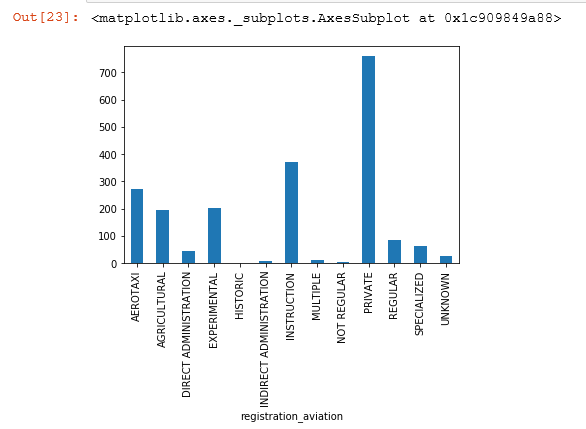 Out[23]: <matplotlib.axes._subplots.AxesSubplot at 0x1c909849a88>
700
600
500
400
300
200
100
0
AEROTAXI
AGRICULTURAL
DIRECT ADMINISTRATION
EXPERIMENTAL
HISTORIC
INDIRECT ADMINISTRATION
INSTRUCTION
MULTIPLE
NOT REGULAR
PRIVATE
REGULAR
SPECIALIZED
UNKNOWN
registration_aviation